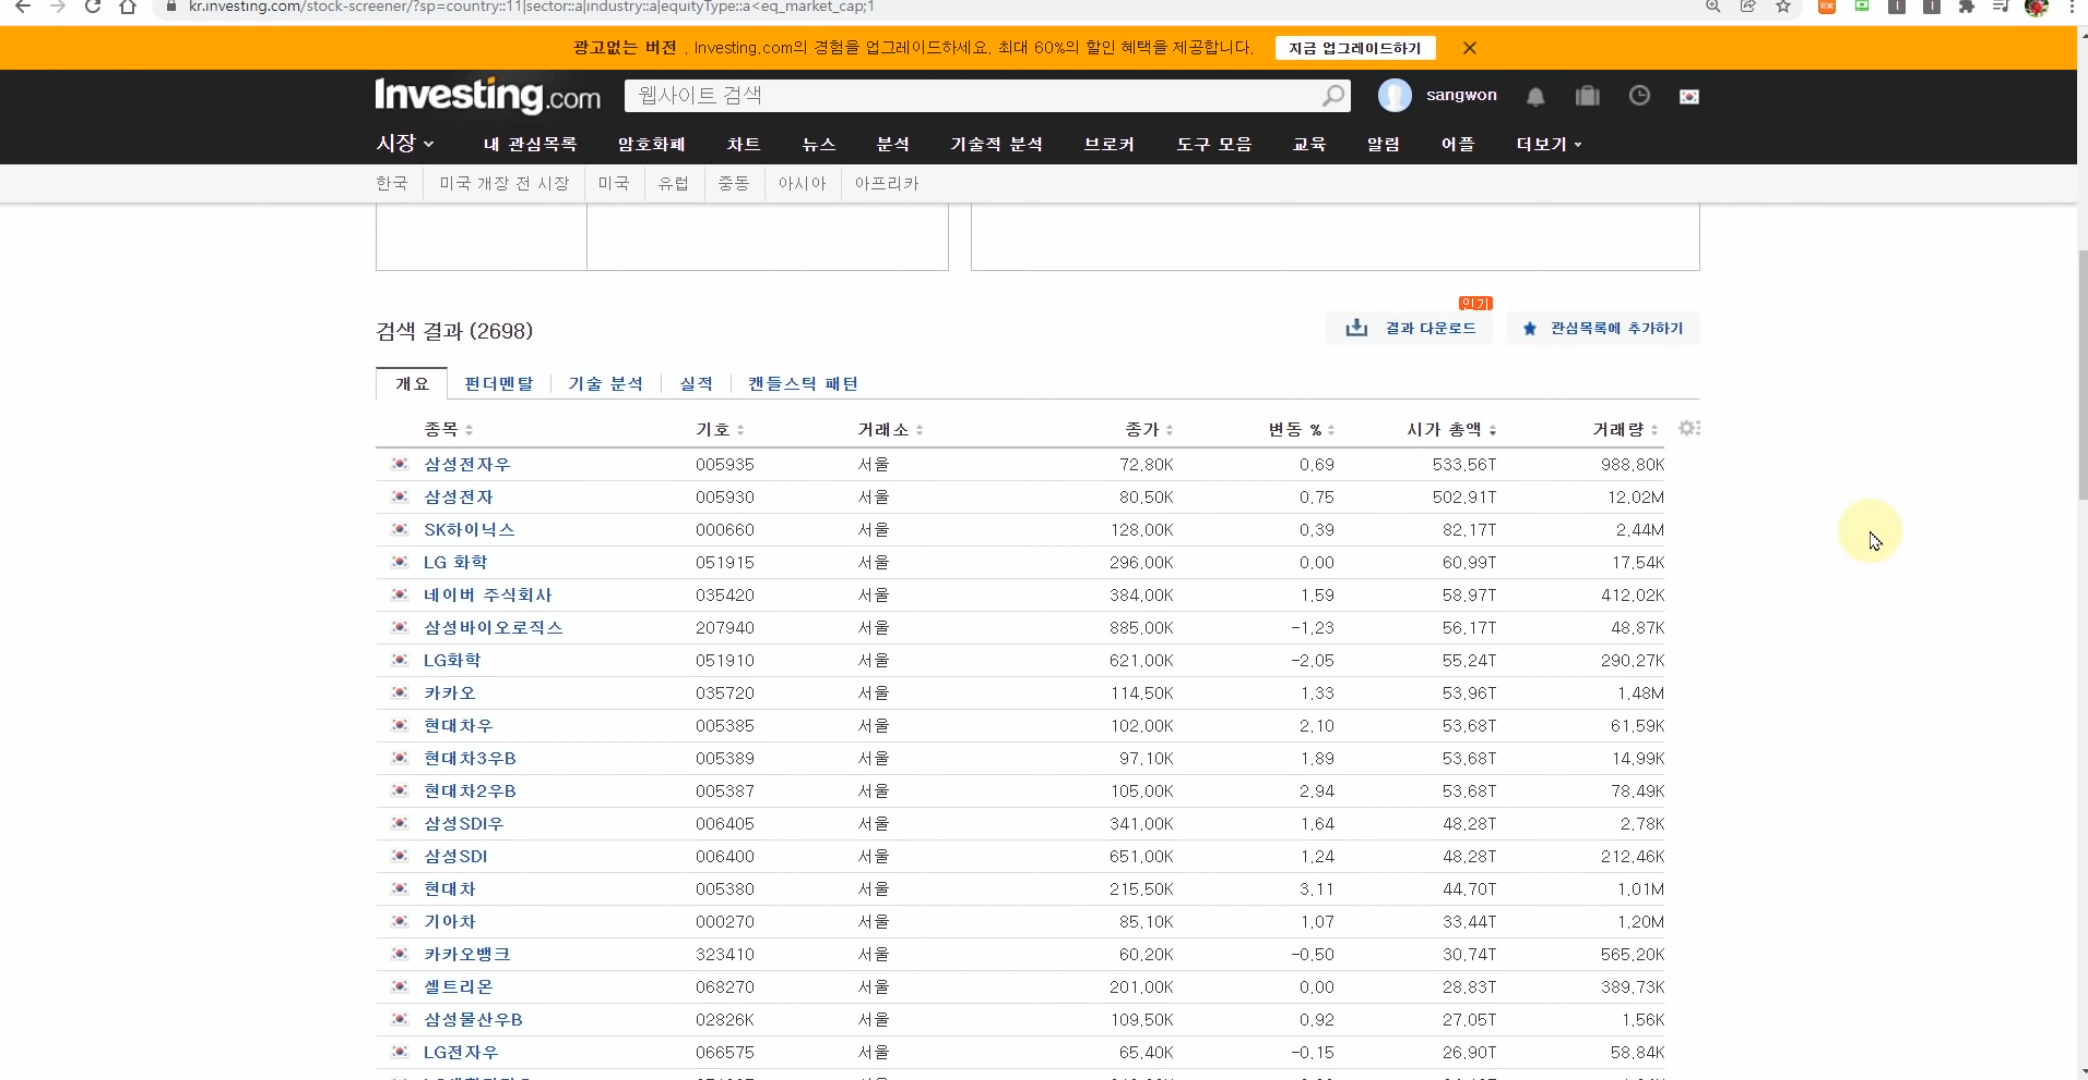 kr.investing.com/stock-screener/?sp=country::11|sector::a|industry::a|equityType::a<eq_market_cap;1
광고없는 버전 . Investing.com의 경험을 업그레이드하세요. 최대 60%의 할인 혜택을 제공합니다. 지금 업그레이드하기
Investing.com 웹사이트 검색 sangwon
시장 내 관심목록 암호화폐 차트 뉴스 분석 기술적 분석 브로커 도구 모음 교육 알림 어플 더보기
한국 미국 개장 전 시장 미국 유럽 중동 아시아 아프리카
인기
검색 결과 (2698) 결과 다운로드 관심목록에 추가하기
개요 펀더멘탈 기술 분석 실적 캔들스틱 패턴
종목 기호 거래소 종가 변동 % 시가 총액 거래량
삼성전자우 005935 서울 72.80K 0.69 533.56T 988.80K
삼성전자 005930 서울 80.50K 0.75 502.91T 12.02M
SK하이닉스 000660 서울 128.00K 0.39 82.17T 2.44M
LG 화학 051915 서울 296.00K 0.00 60.99T 17.54K
네이버 주식회사 035420 서울 384.00K 1.59 58.97T 412.02K
삼성바이오로직스 207940 서울 885.00K -1.23 56.17T 48.87K
LG화학 051910 서울 621.00K -2.05 55.24T 290.27K
카카오 035720 서울 114.50K 1.33 53.96T 1.48M
현대차우 005385 서울 102.00K 2.10 53.68T 61.59K
현대차3우B 005389 서울 97.10K 1.89 53.68T 14.99K
현대차2우B 005387 서울 105.00K 2.94 53.68T 78.49K
삼성SDI우 006405 서울 341.00K 1.64 48.28T 2.78K
삼성SDI 006400 서울 651.00K 1.24 48.28T 212.46K
현대차 005380 서울 215.50K 3.11 44.70T 1.01M
기아차 000270 서울 85.10K 1.07 33.44T 1.20M
카카오뱅크 323410 서울 60.20K -0.50 30.74T 565.20K
셀트리온 068270 서울 201.00K 0.00 28.83T 389.73K
삼성물산우B 02826K 서울 109.50K 0.92 27.05T 1.56K
LG전자우 066575 서울 65.40K -0.15 26.90T 58.84K